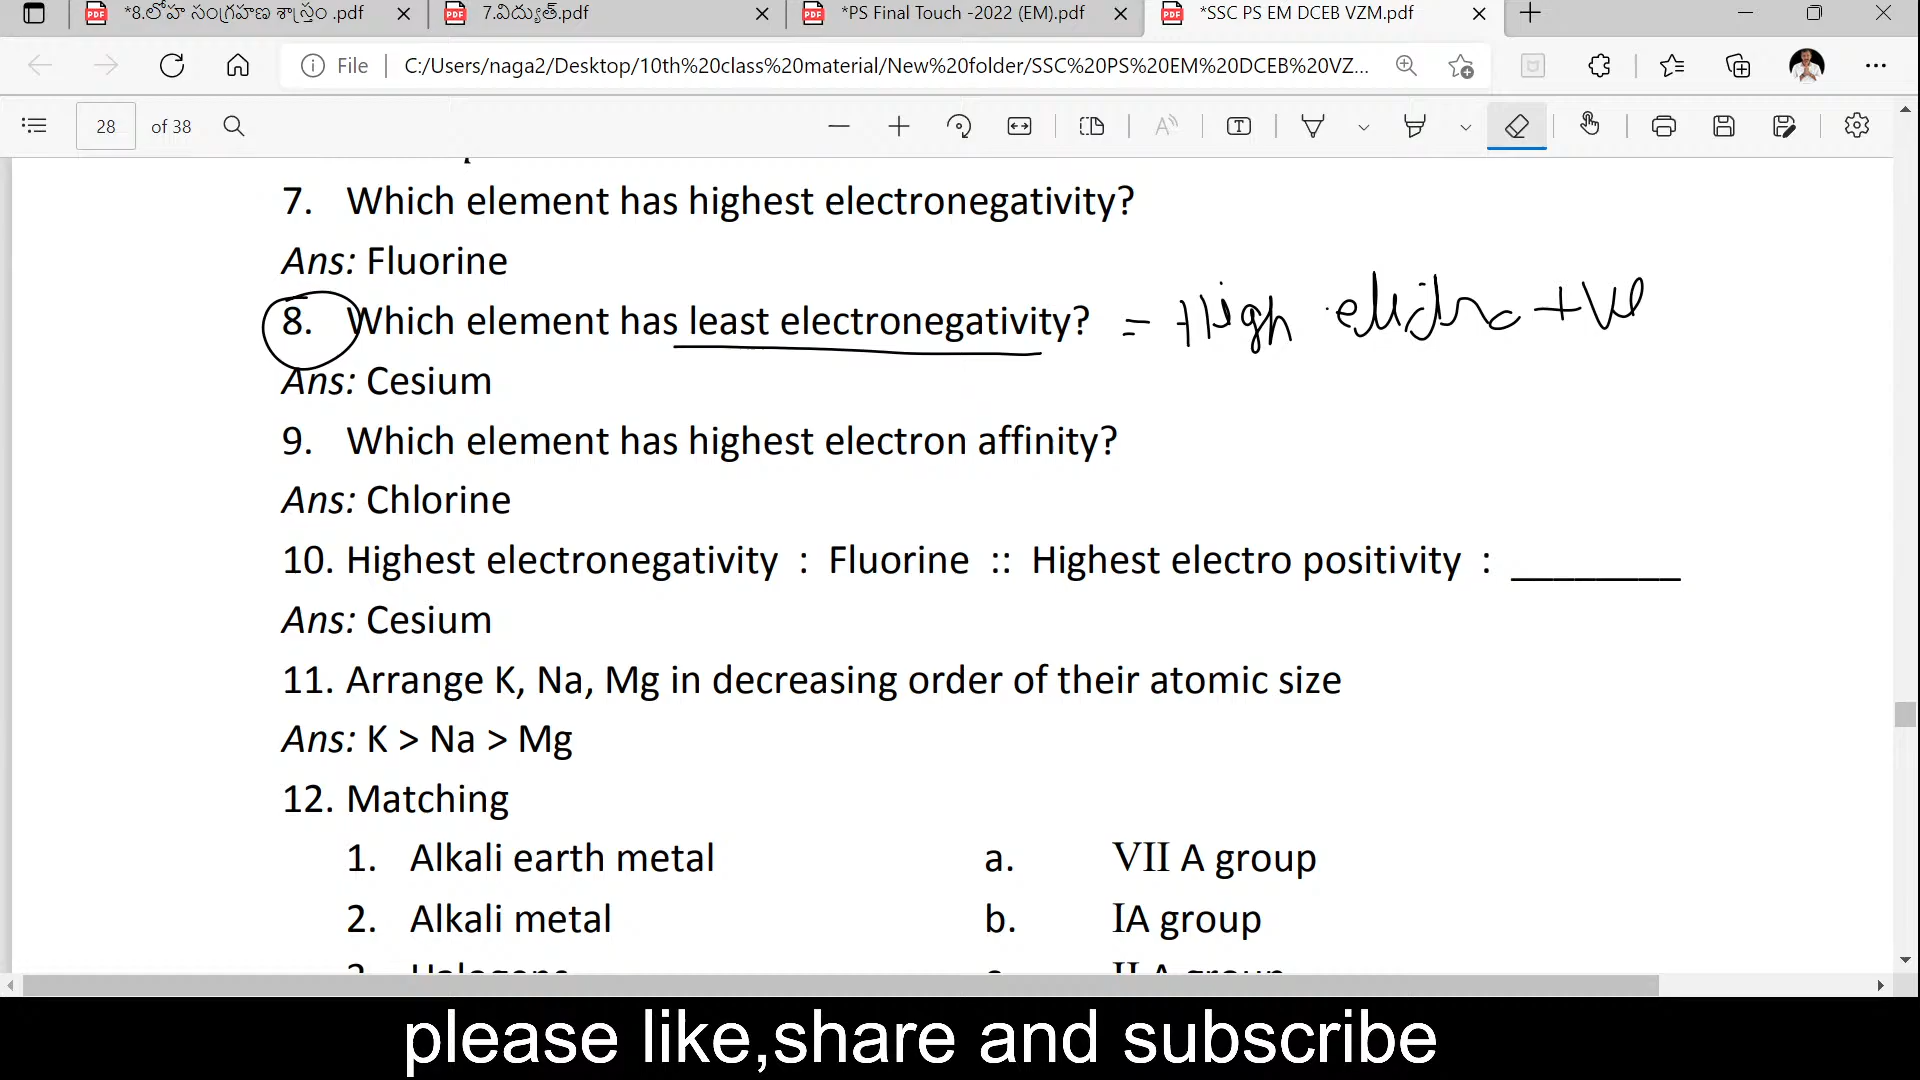 *8.లోహ సంగ్రహణ శాస్త్రం .pdf
7.విద్యుత్.pdf
*PS Final Touch -2022 (EM).pdf
*SSC PS EM DCEB VZM.pdf
File
C:/Users/naga2/Desktop/10th%20class%20material/New%20folder/SSC%20PS%20EM%20DCEB%20VZ...
28 of 38
7. Which element has highest electronegativity?
Ans: Fluorine
8. Which element has least electronegativity? = High electro +ve
Ans: Cesium
9. Which element has highest electron affinity?
Ans: Chlorine
10. Highest electronegativity : Fluorine :: Highest electro positivity : ________
Ans: Cesium
11. Arrange K, Na, Mg in decreasing order of their atomic size
Ans: K > Na > Mg
12. Matching
1. Alkali earth metal a. VII A group
2. Alkali metal b. IA group
3. Halogens c. II A group
please like,share and subscribe